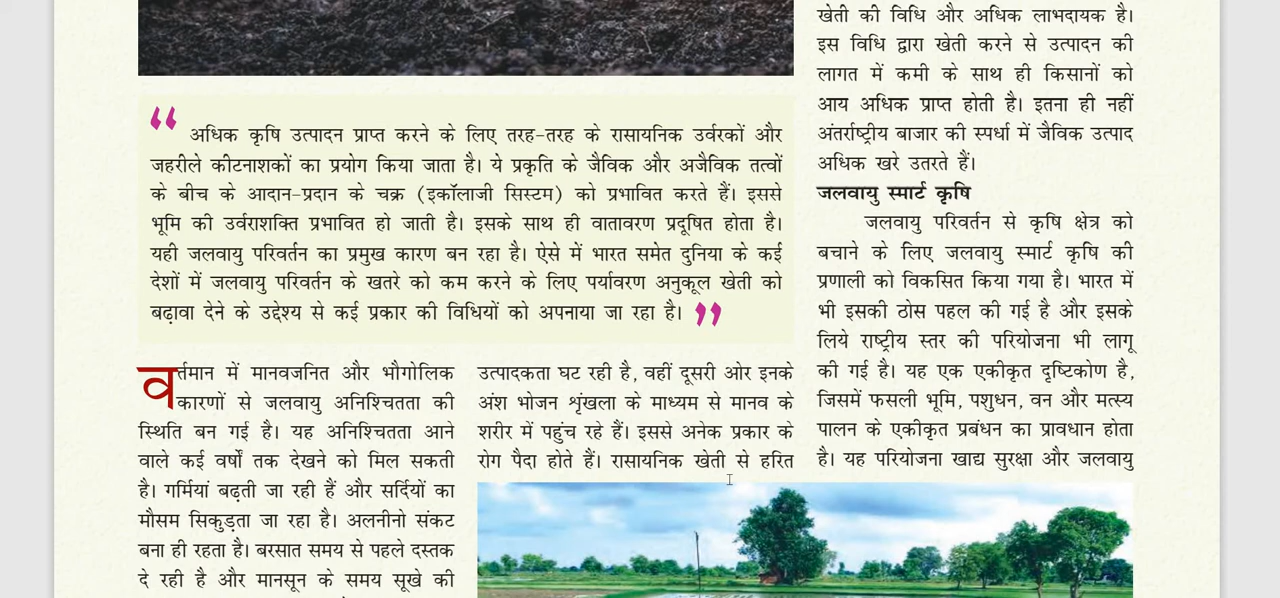 अधिक कृषि उत्पादन प्राप्त करने के लिए तरह-तरह के रासायनिक उर्वरकों और
जहरीले कीटनाशकों का प्रयोग किया जाता है। ये प्रकृति के जैविक और अजैविक तत्वों
के बीच के आदान-प्रदान के चक्र (इकॉलाजी सिस्टम) को प्रभावित करते हैं। इससे
भूमि की उर्वराशक्ति प्रभावित हो जाती है। इसके साथ ही वातावरण प्रदूषित होता है।
यही जलवायु परिवर्तन का प्रमुख कारण बन रहा है। ऐसे में भारत समेत दुनिया के कई
देशों में जलवायु परिवर्तन के खतरे को कम करने के लिए पर्यावरण अनुकूल खेती को
बढ़ावा देने के उद्देश्य से कई प्रकार की विधियों को अपनाया जा रहा है।
वर्तमान में मानवजनित और भौगोलिक
कारणों से जलवायु अनिश्चितता की
स्थिति बन गई है। यह अनिश्चितता आने
वाले कई वर्षों तक देखने को मिल सकती
है। गर्मियां बढ़ती जा रही हैं और सर्दियों का
मौसम सिकुड़ता जा रहा है। अलनीनो संकट
बना ही रहता है। बरसात समय से पहले दस्तक
दे रही है और मानसून के समय सूखे की
उत्पादकता घट रही है, वहीं दूसरी ओर इनके
अंश भोजन शृंखला के माध्यम से मानव के
शरीर में पहुंच रहे हैं। इससे अनेक प्रकार के
रोग पैदा होते हैं। रासायनिक खेती से हरित
खेती की विधि और अधिक लाभदायक है।
इस विधि द्वारा खेती करने से उत्पादन की
लागत में कमी के साथ ही किसानों को
आय अधिक प्राप्त होती है। इतना ही नहीं
अंतर्राष्ट्रीय बाजार की स्पर्धा में जैविक उत्पाद
अधिक खरे उतरते हैं।
जलवायु स्मार्ट कृषि
जलवायु परिवर्तन से कृषि क्षेत्र को
बचाने के लिए जलवायु स्मार्ट कृषि की
प्रणाली को विकसित किया गया है। भारत में
भी इसकी ठोस पहल की गई है और इसके
लिये राष्ट्रीय स्तर की परियोजना भी लागू
की गई है। यह एक एकीकृत दृष्टिकोण है,
जिसमें फसली भूमि, पशुधन, वन और मत्स्य
पालन के एकीकृत प्रबंधन का प्रावधान होता
है। यह परियोजना खाद्य सुरक्षा और जलवायु